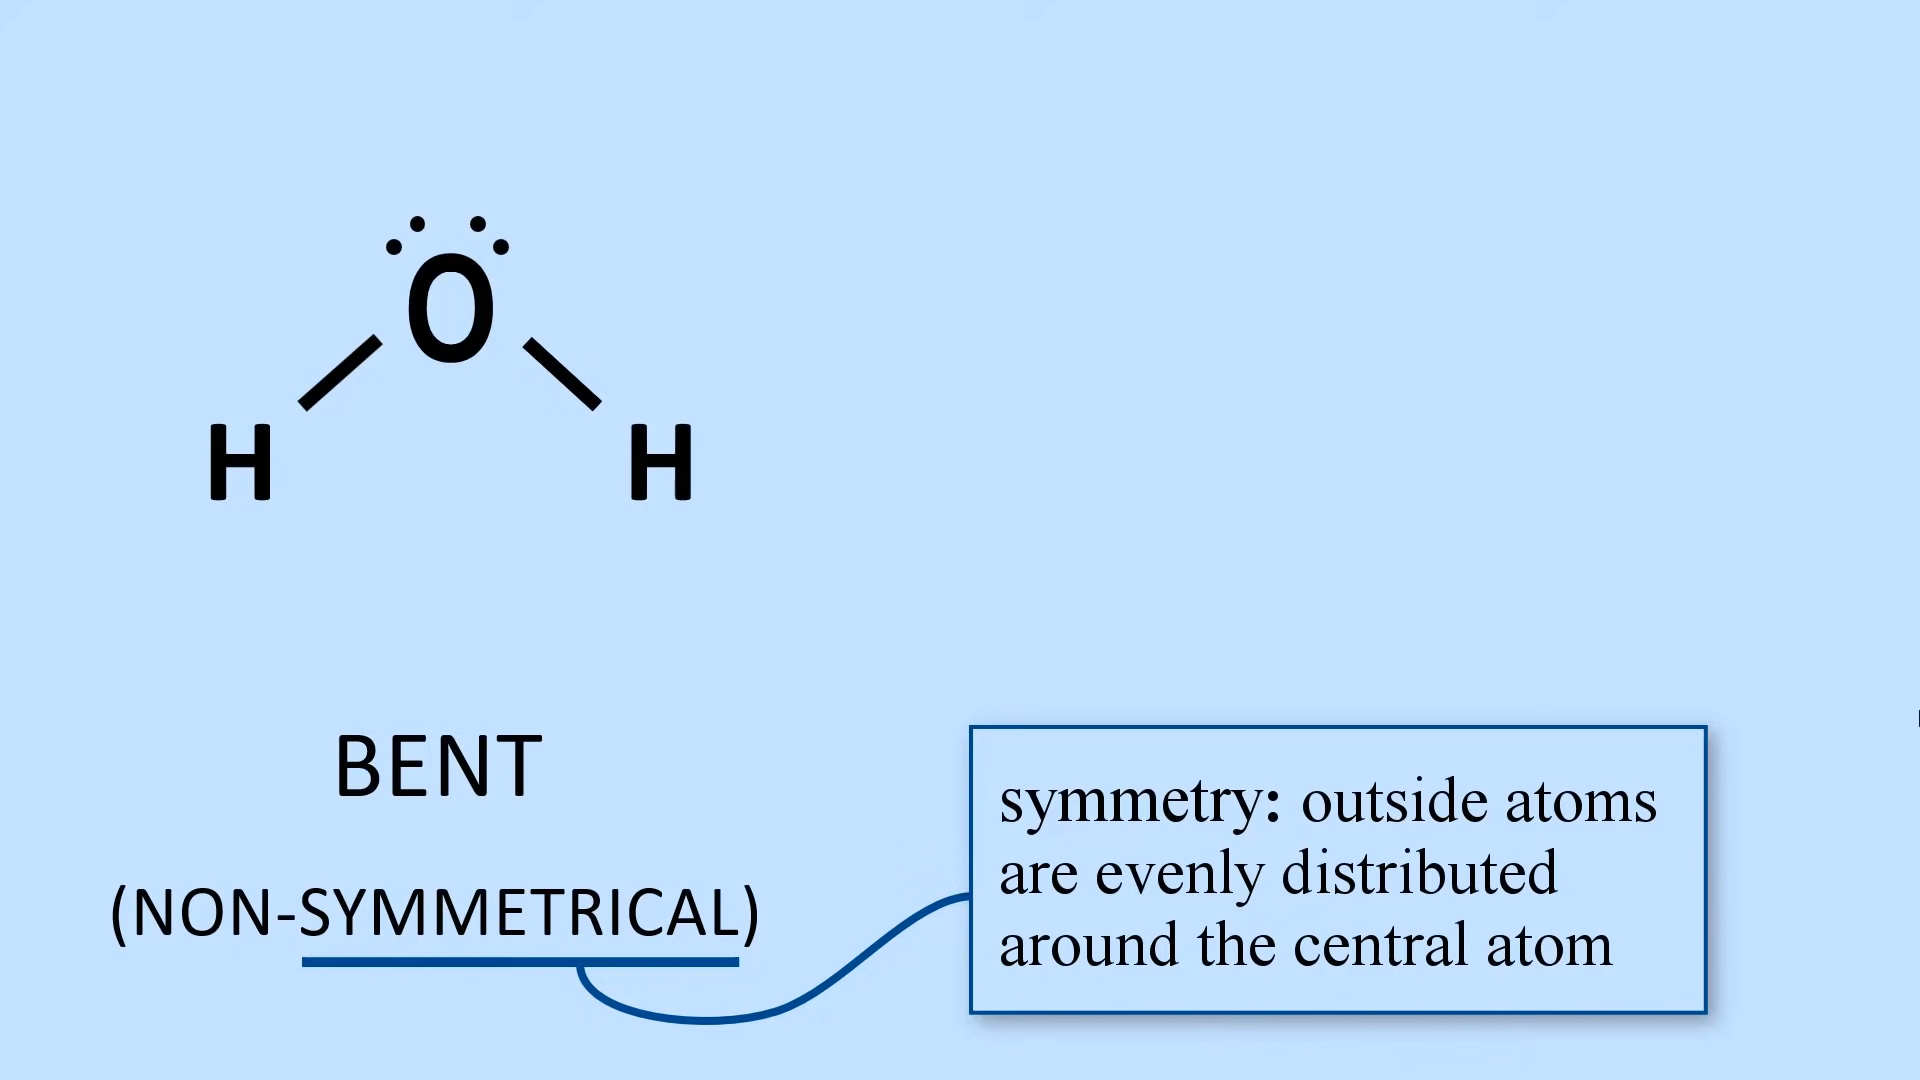 O
H H
BENT
(NON-SYMMETRICAL)
symmetry: outside atoms
are evenly distributed
around the central atom